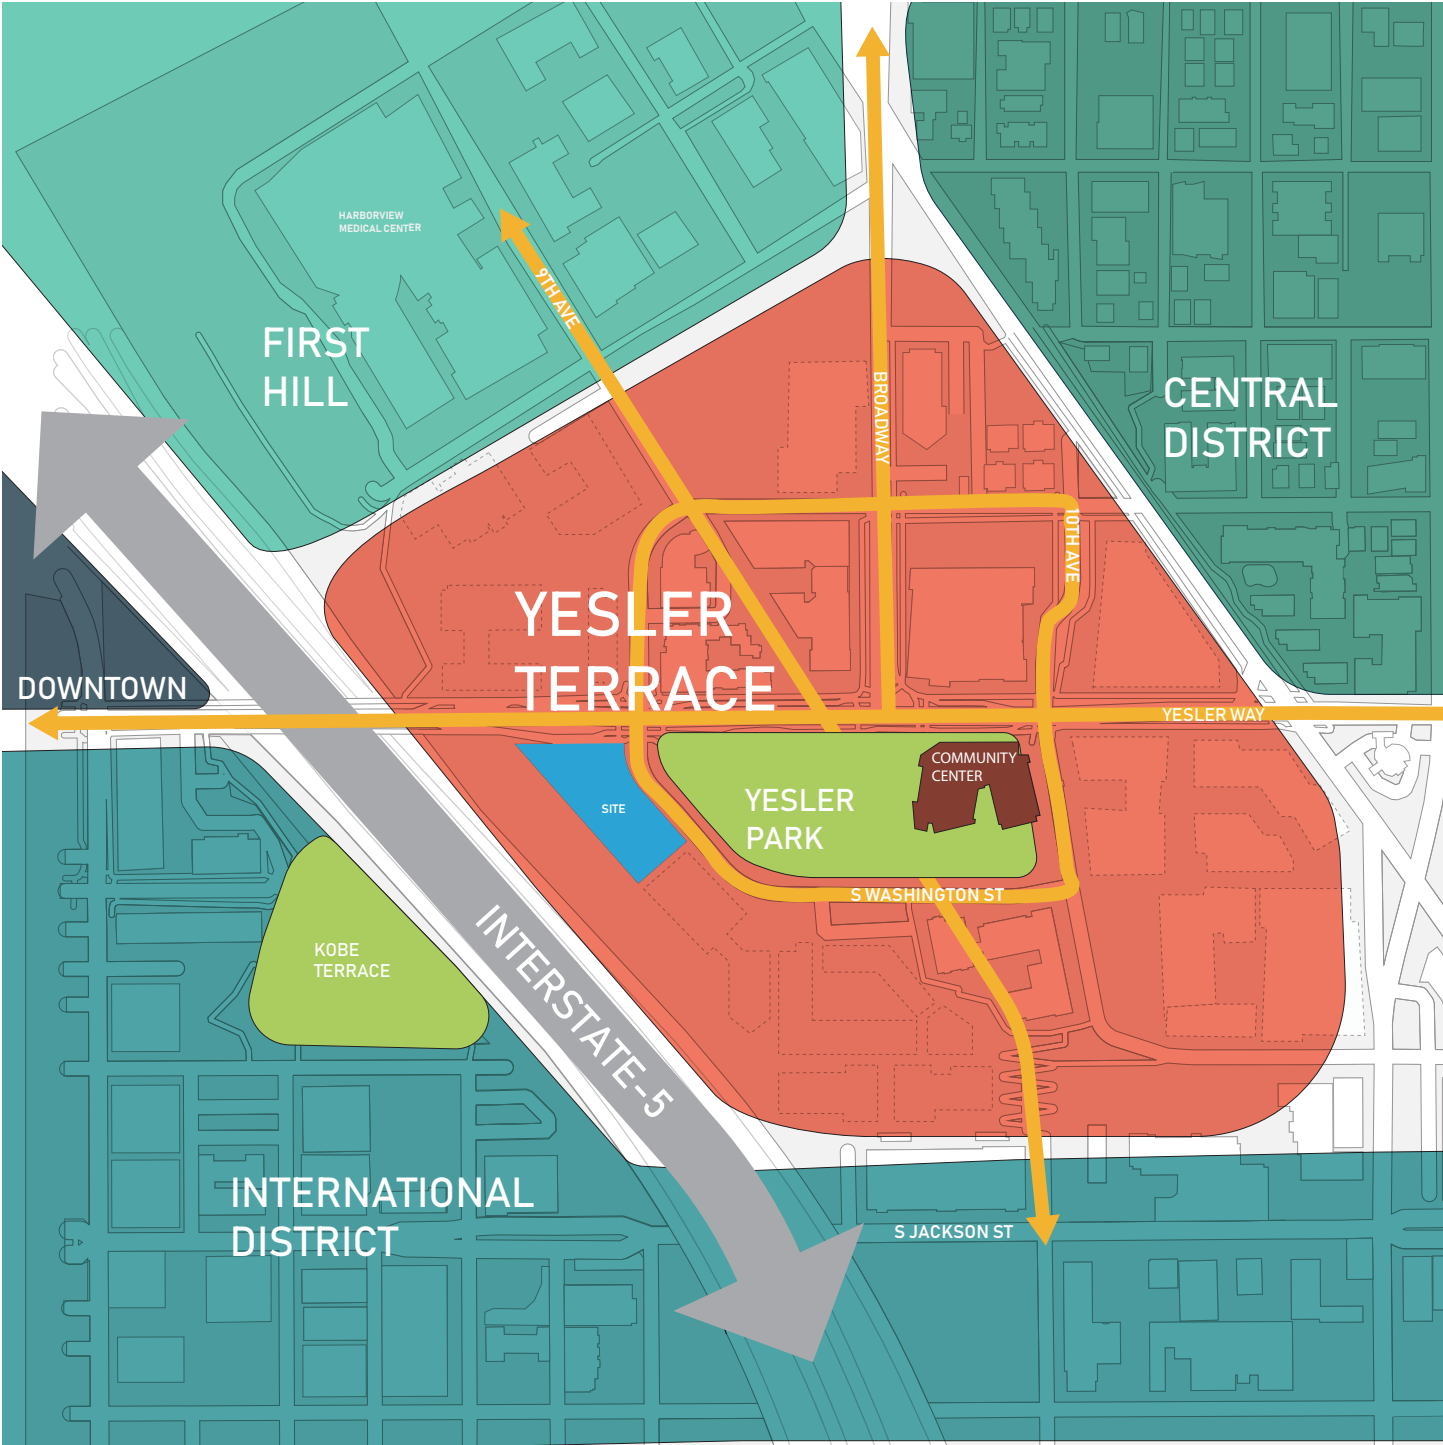 HARBORVIEW
MEDICAL CENTER
9TH AVE
FIRST
HILL
BROADWAY
CENTRAL
DISTRICT
10TH AVE
YESLER
TERRACE
DOWNTOWN
YESLER WAY
COMMUNITY
CENTER
YESLER
PARK
SITE
S WASHINGTON ST
KOBE
TERRACE
INTERSTATE-5
INTERNATIONAL
DISTRICT
S JACKSON ST